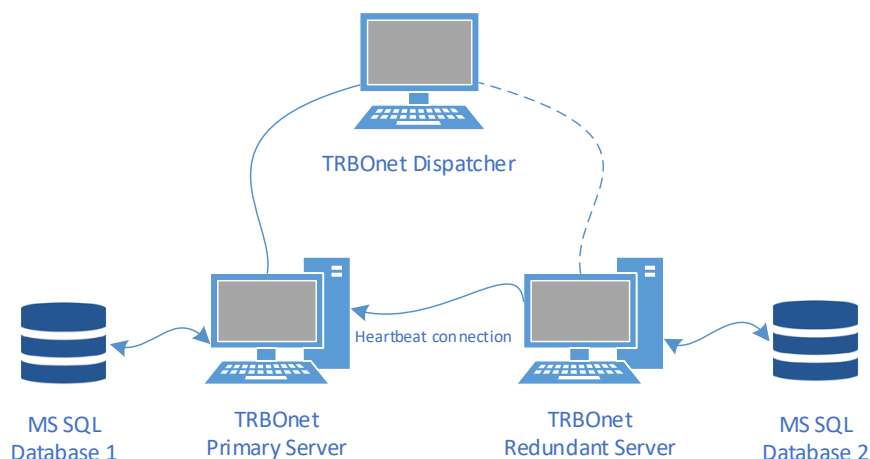 TRBOnet Dispatcher
Heartbeat connection
MS SQL
Database 1
TRBOnet
Primary Server
TRBOnet
Redundant Server
MS SQL
Database 2